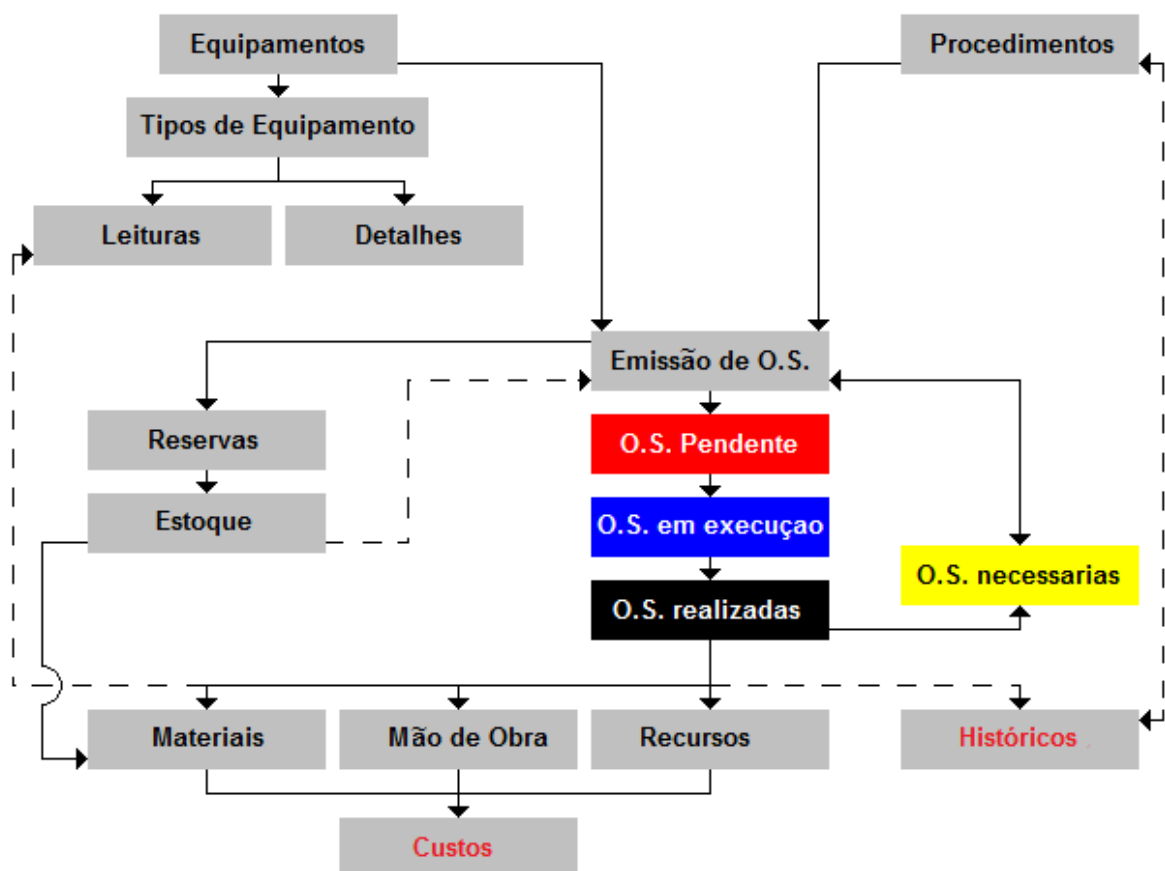 Equipamentos
Procedimentos
Tipos de Equipamento
Leituras
Detalhes
Emissão de O.S.
Reservas
O.S. Pendente
Estoque
O.S. em execuçao
O.S. necessarias
O.S. realizadas
Materiais
Mão de Obra
Recursos
Históricos
Custos